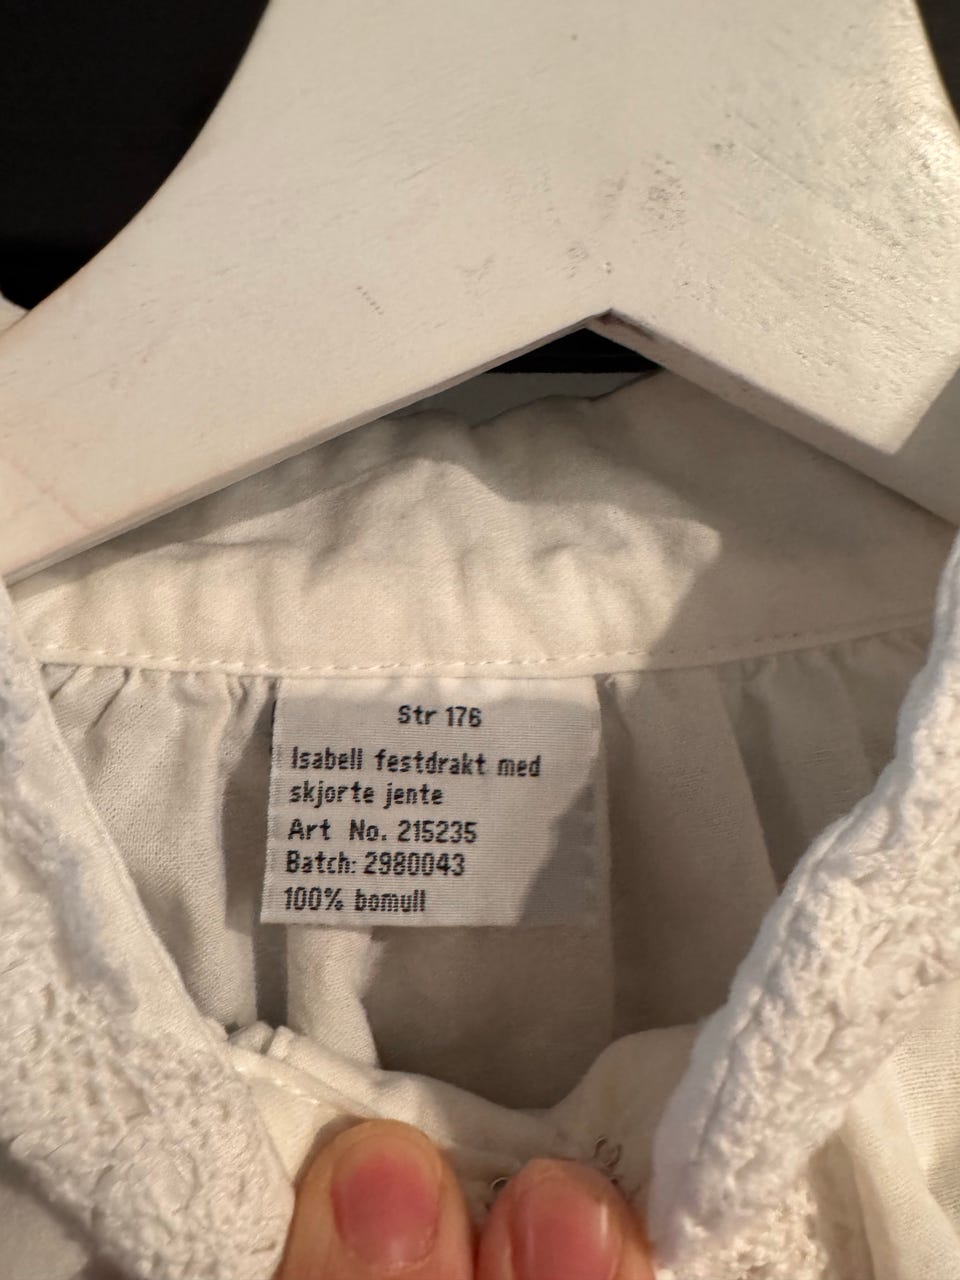 Str 176
Isabell festdrakt med
skjorte jente
Art No. 215235
Batch: 2980043
100% bomull